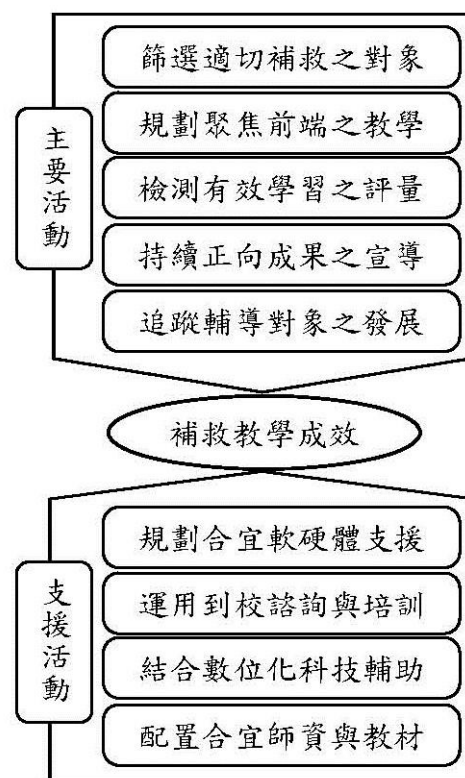 主要活動
篩選適切補救之對象
規劃聚焦前端之教學
檢測有效學習之評量
持續正向成果之宣導
追蹤輔導對象之發展
補救教學成效
支援活動
規劃合宜軟硬體支援
運用到校諮詢與培訓
結合數位化科技輔助
配置合宜師資與教材